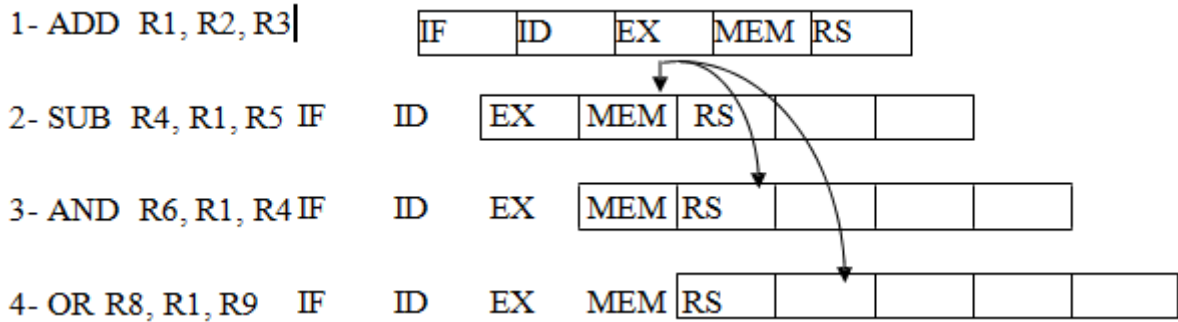 1- ADD R1, R2, R3 IF ID EX MEM RS
2- SUB R4, R1, R5 IF ID EX MEM RS
3- AND R6, R1, R4 IF ID EX MEM RS
4- OR R8, R1, R9 IF ID EX MEM RS